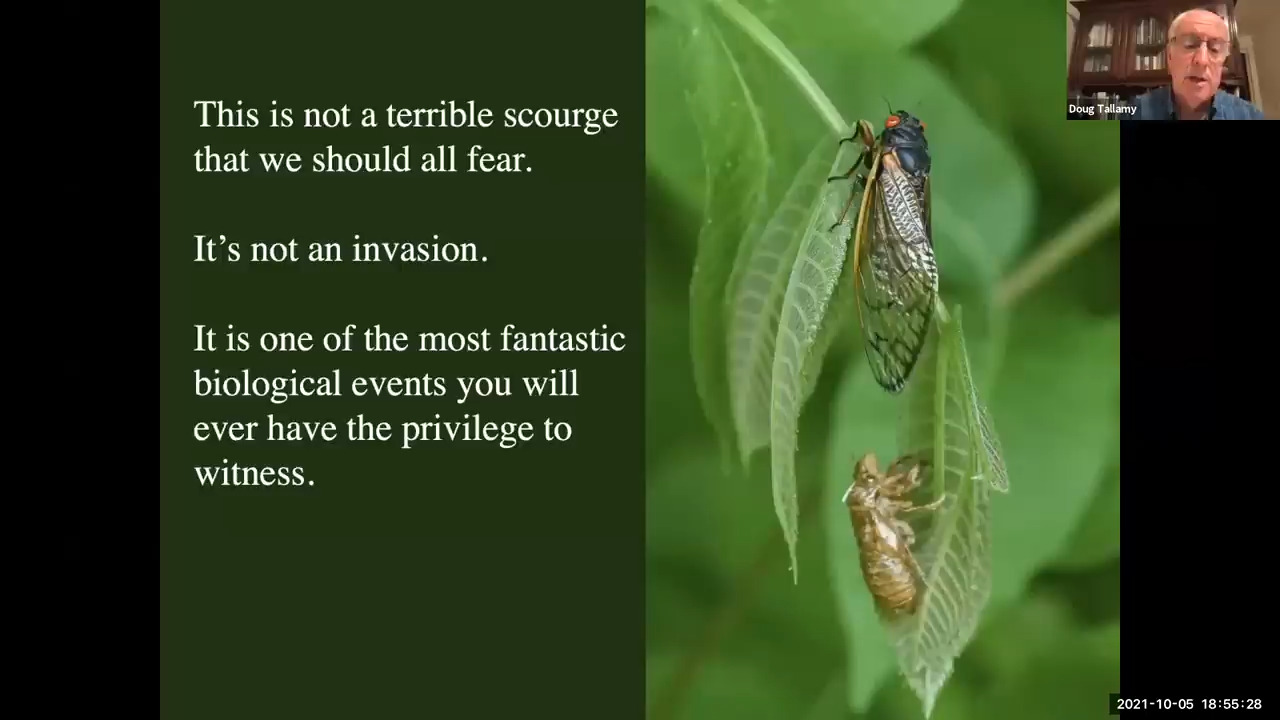 This is not a terrible scourge
that we should all fear.
It’s not an invasion.
It is one of the most fantastic
biological events you will
ever have the privilege to
witness.
Doug Tallamy
2021-10-05 18:55:28